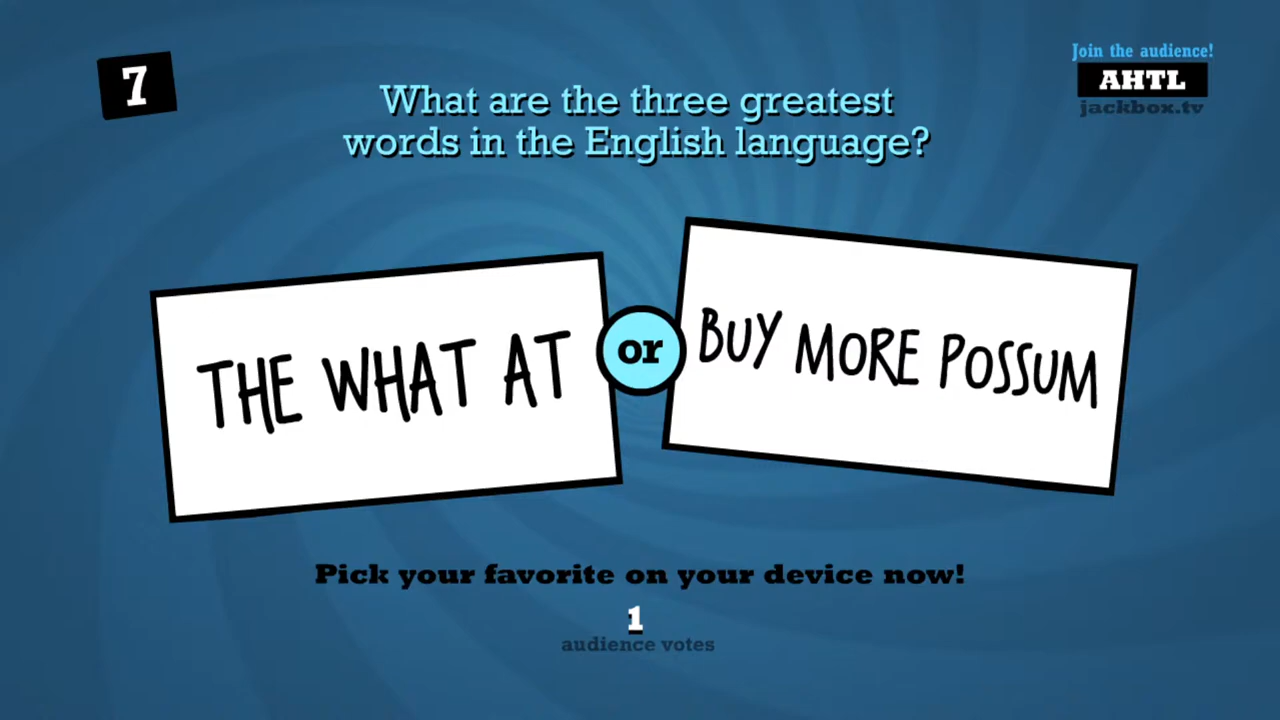 7
Join the audience!
AHTL
jackbox.tv
What are the three greatest
words in the English language?
THE WHAT AT
or
BUY MORE POSSUM
Pick your favorite on your device now!
1
audience votes